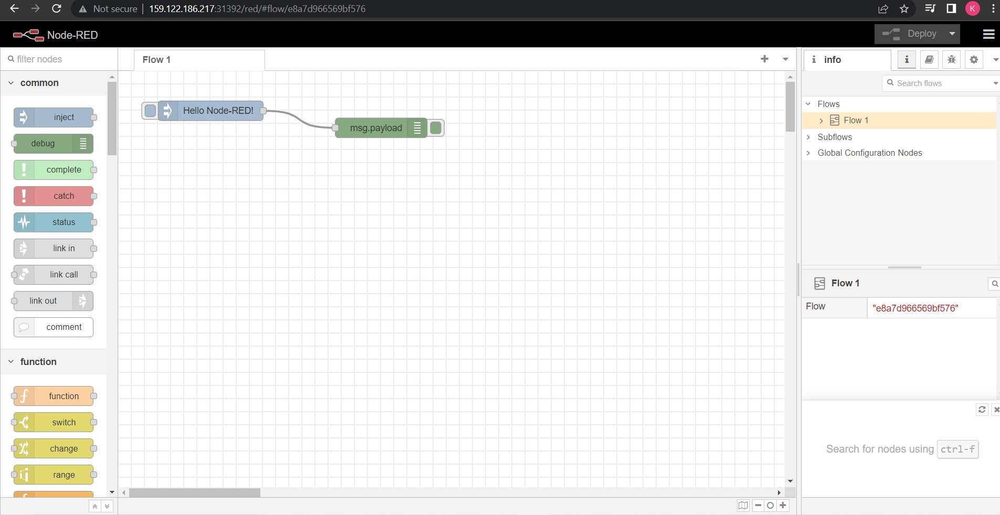 Not secure | 159.122.186.217:31392/red/#flow/e8a7d966569bf576
K
Node-RED
Deploy
filter nodes
Flow 1
info
Search flows
common
inject
debug
complete
catch
status
link in
link call
link out
comment
function
function
switch
change
range
Hello Node-RED!
msg.payload
Flows
Flow 1
Subflows
Global Configuration Nodes
Flow 1
Flow "e8a7d966569bf576"
Search for nodes using ctrl-f